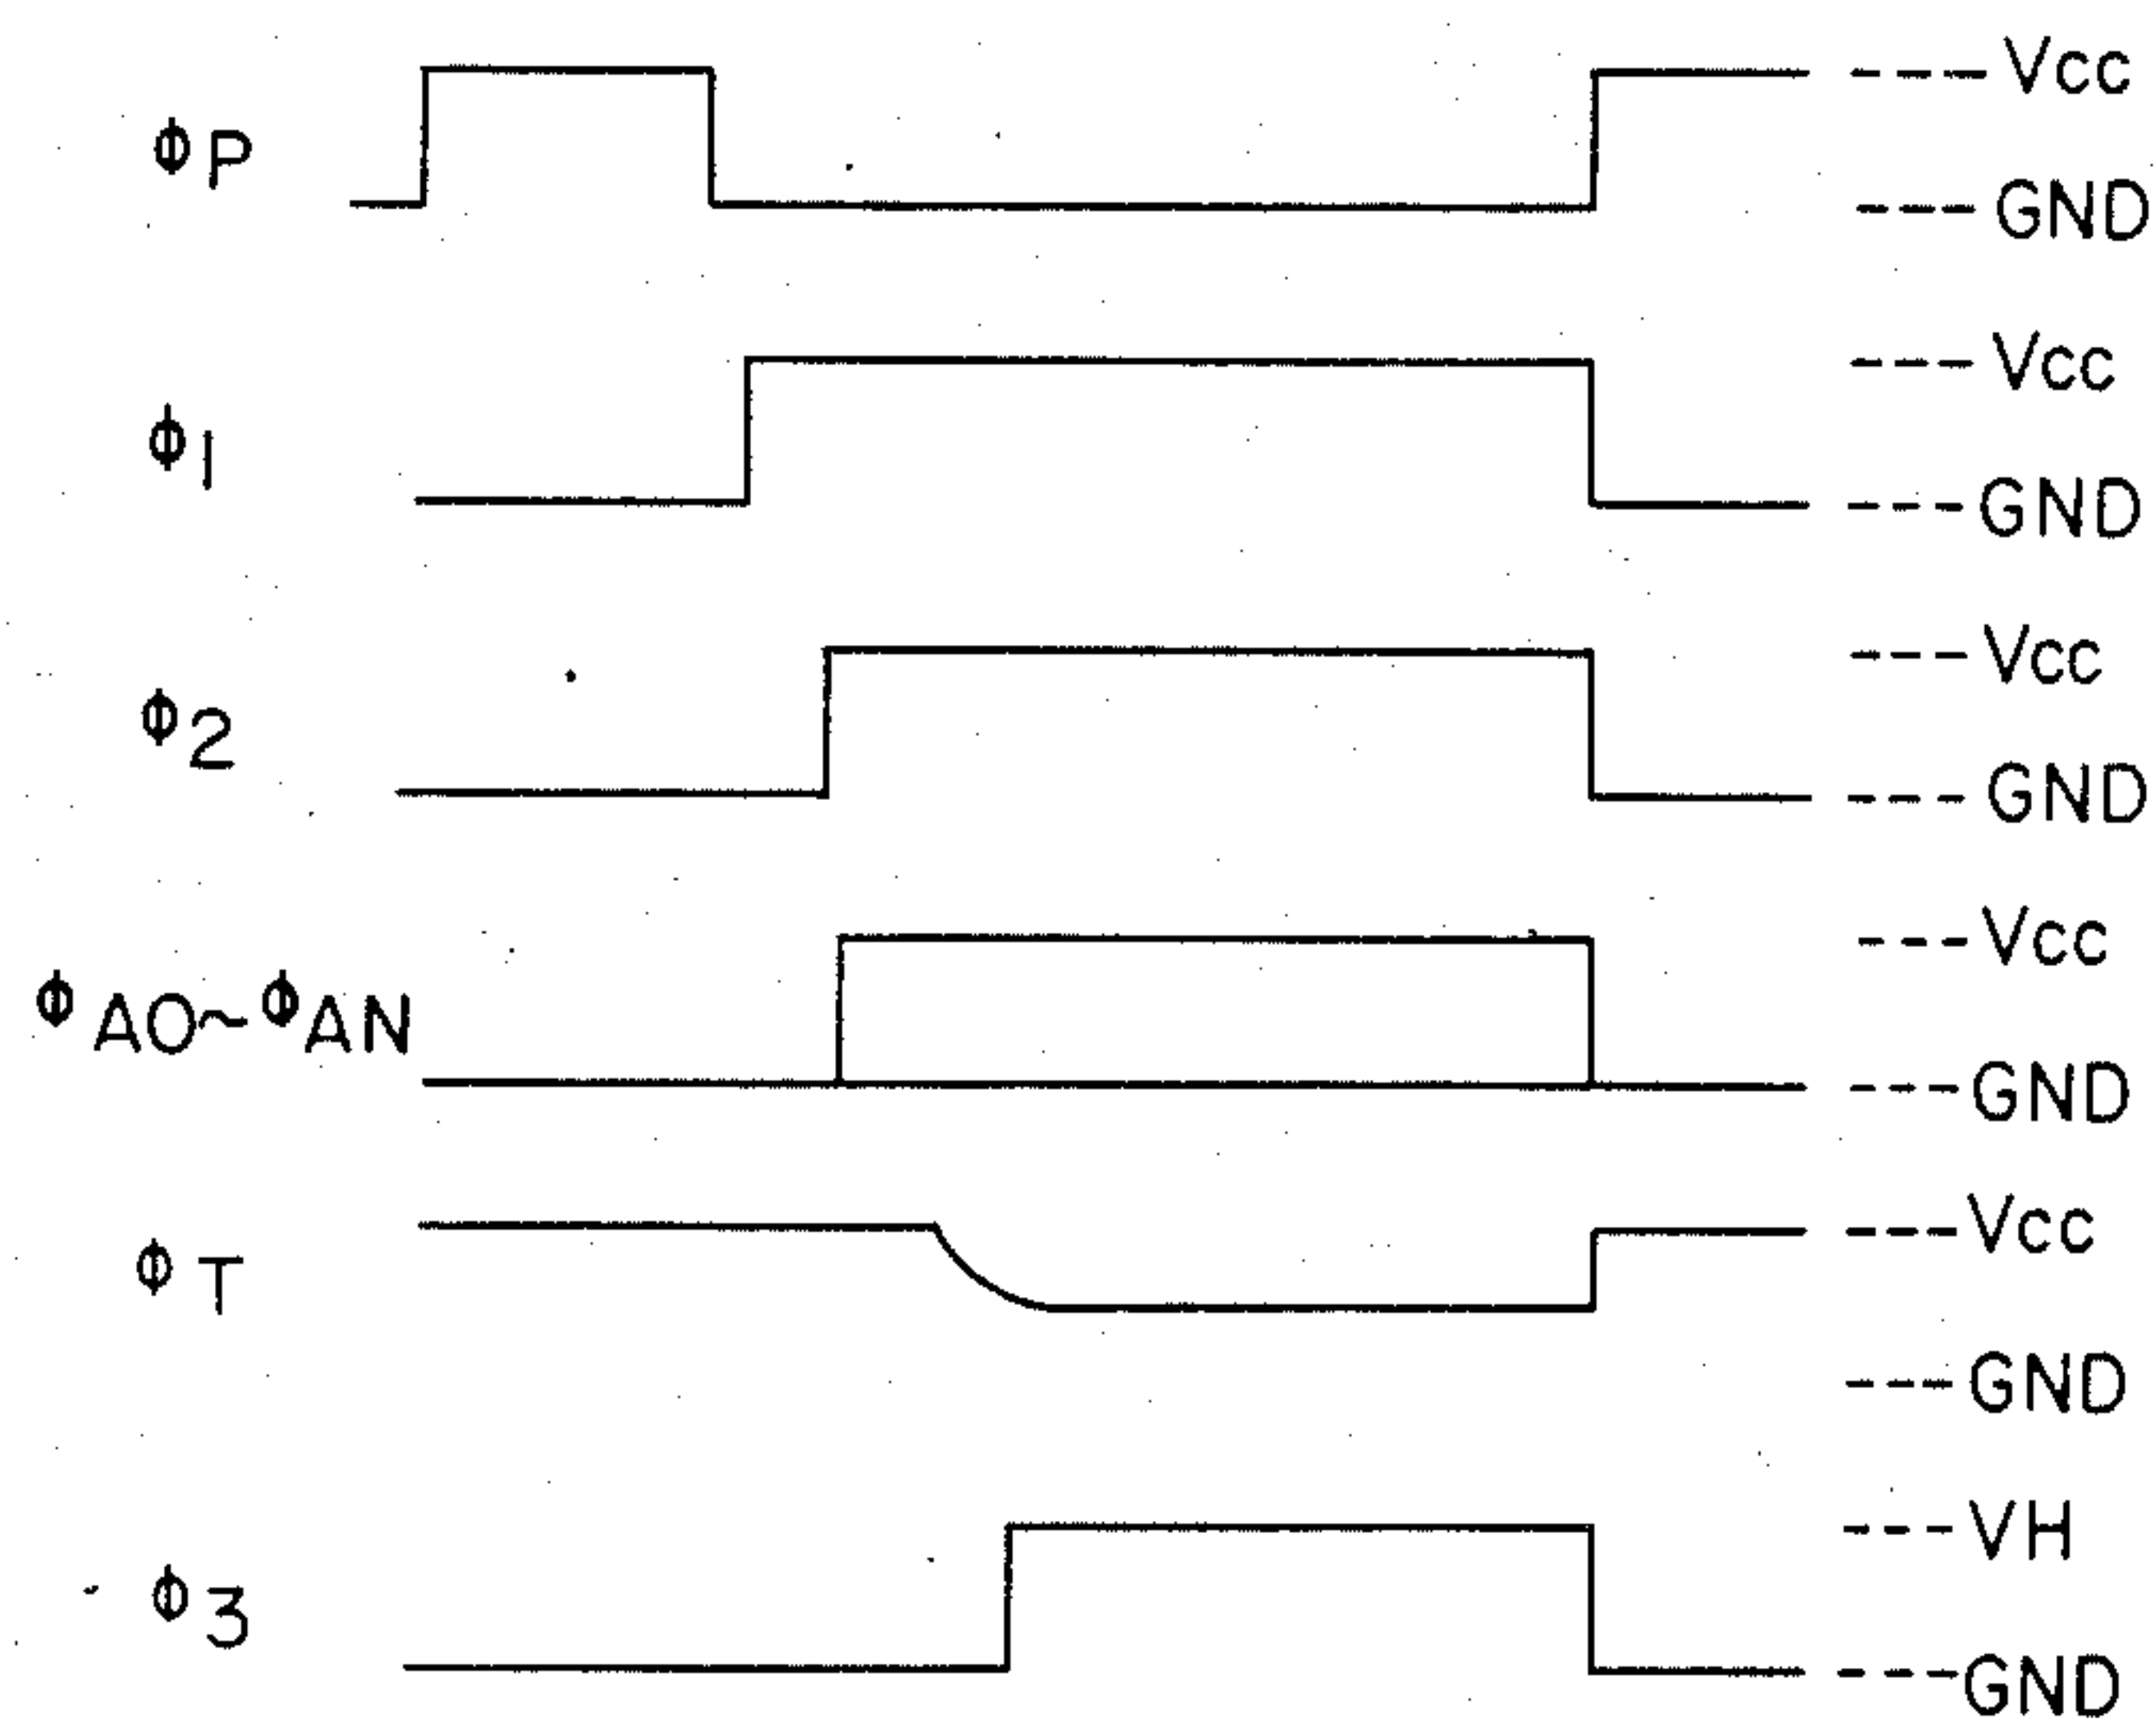 ΦP
--- Vcc
--- GND
Φ1
--- Vcc
--- GND
Φ2
--- Vcc
--- GND
ΦA0~ΦAN
--- Vcc
--- GND
ΦT
--- Vcc
--- GND
Φ3
--- VH
--- GND